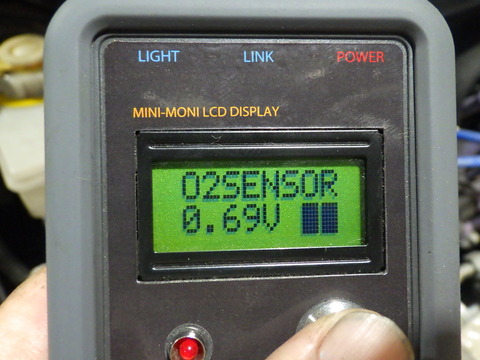 LIGHT LINK POWER
MINI-MONI LCD DISPLAY
O2SENSOR
0.69V